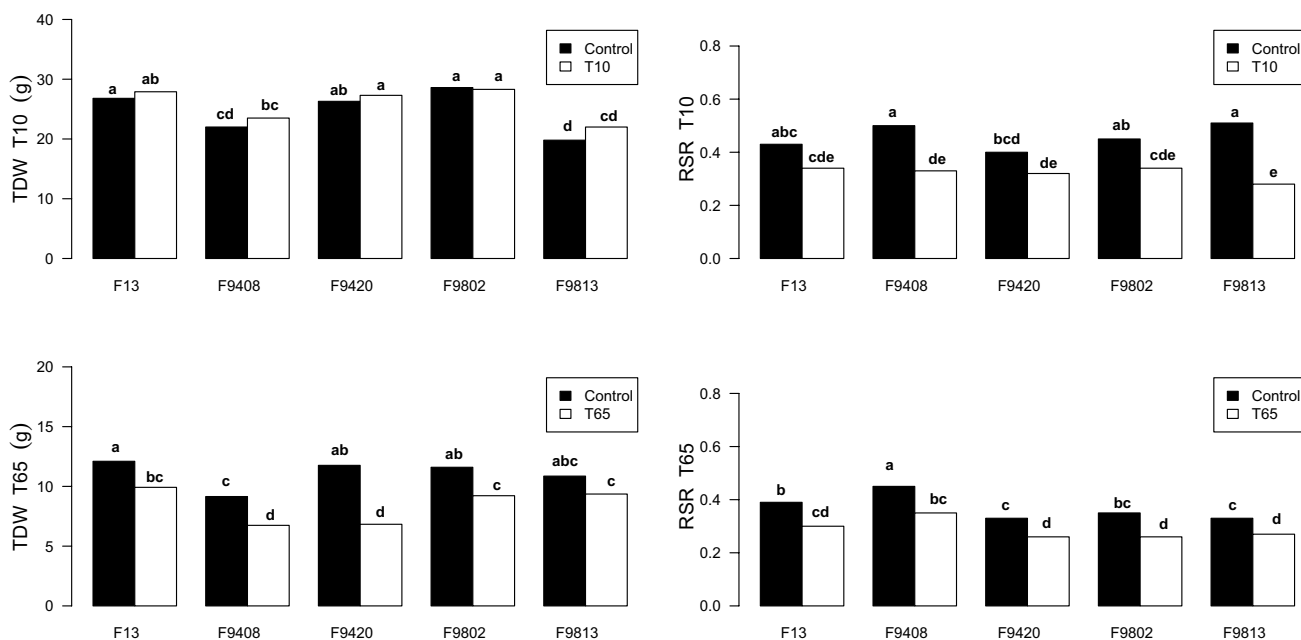 TDW T10 (g)
40
30
20
10
0
Control
T10
a ab cd bc ab a a a d cd
F13 F9408 F9420 F9802 F9813
RSR T10
0.8
0.6
0.4
0.2
0.0
Control
T10
abc cde a de bcd de ab cde a e
F13 F9408 F9420 F9802 F9813
TDW T65 (g)
20
15
10
5
0
Control
T65
a bc c d ab d ab c abc c
F13 F9408 F9420 F9802 F9813
RSR T65
0.8
0.6
0.4
0.2
0.0
Control
T65
b cd a bc c d bc d c d
F13 F9408 F9420 F9802 F9813